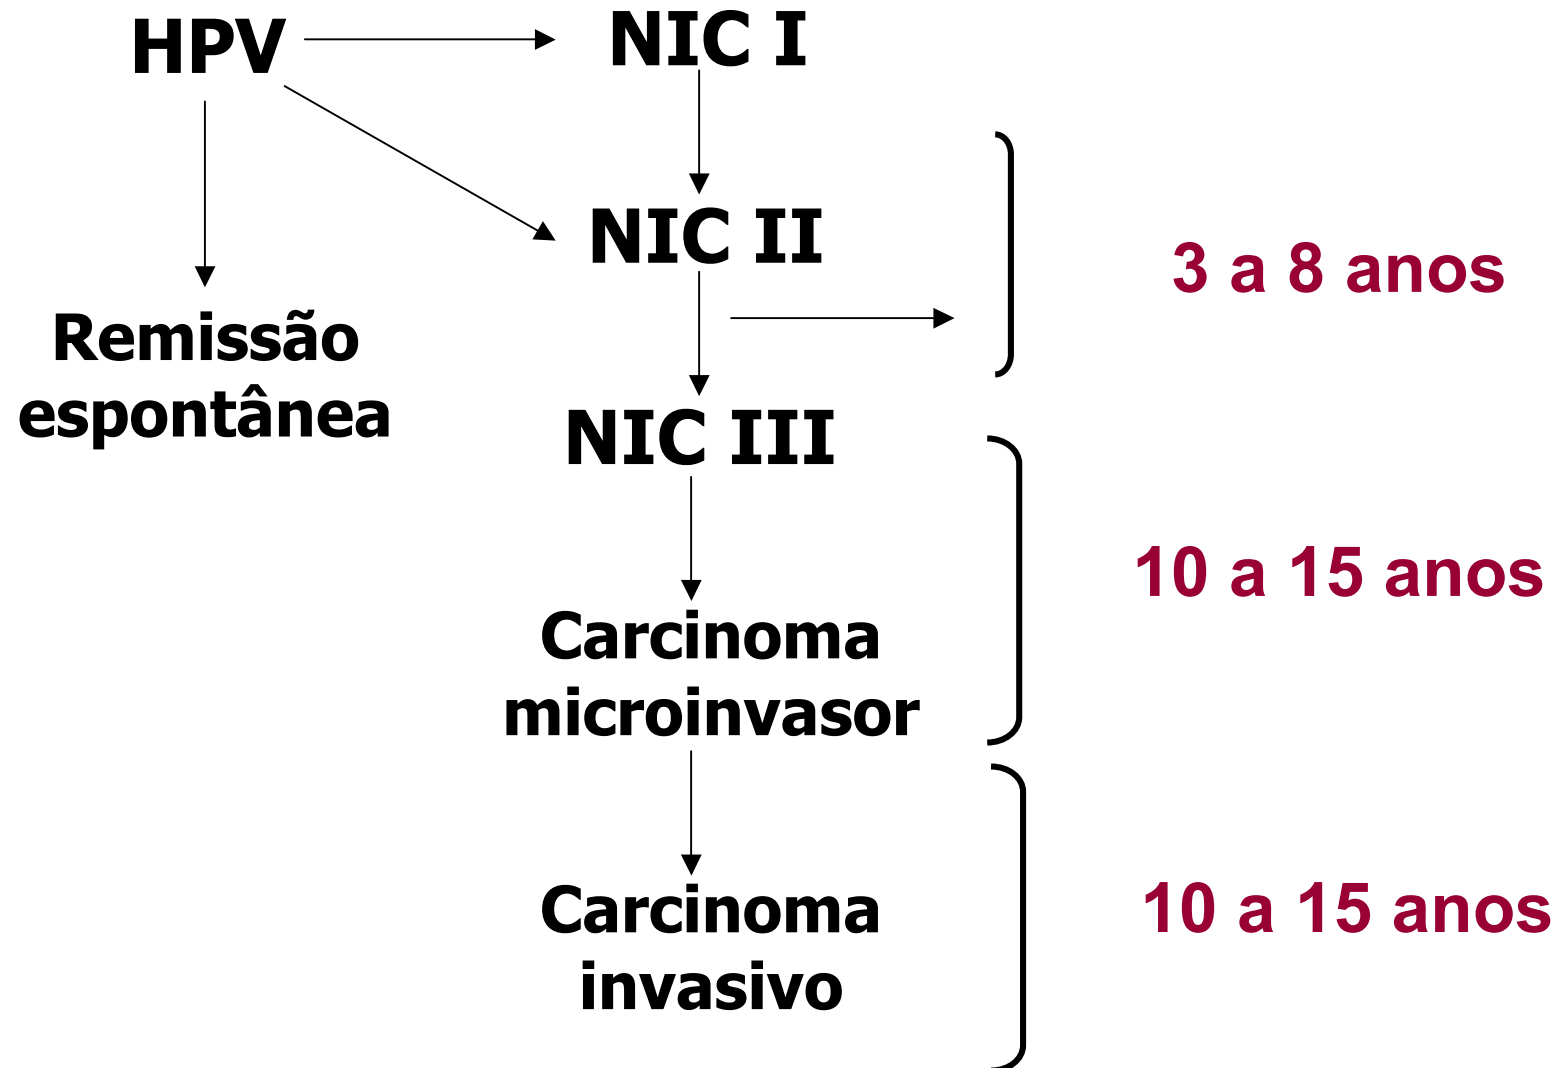 HPV
NIC I
NIC II
3 a 8 anos
Remissão
espontânea
NIC III
10 a 15 anos
Carcinoma
microinvasor
Carcinoma
invasivo
10 a 15 anos